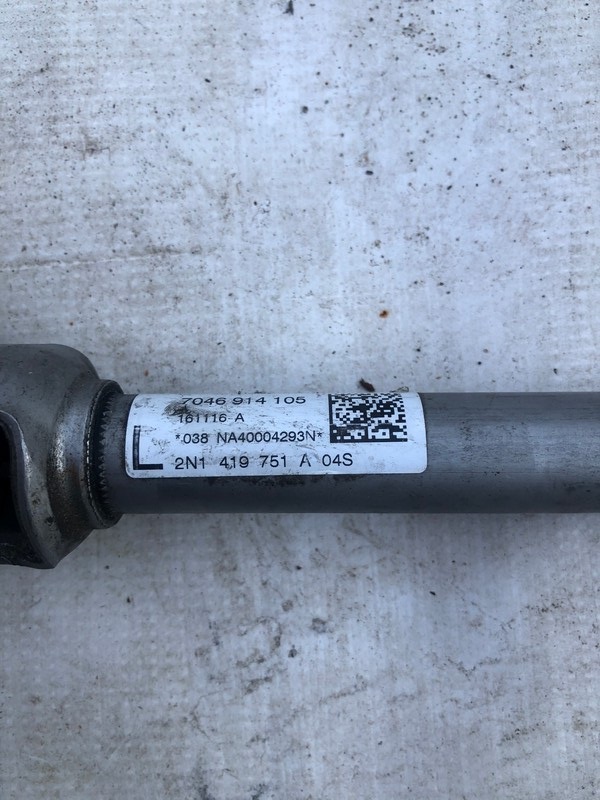 7046 914 105
161116 A
*038 NA40004293N*
L 2N1 419 751 A 04S